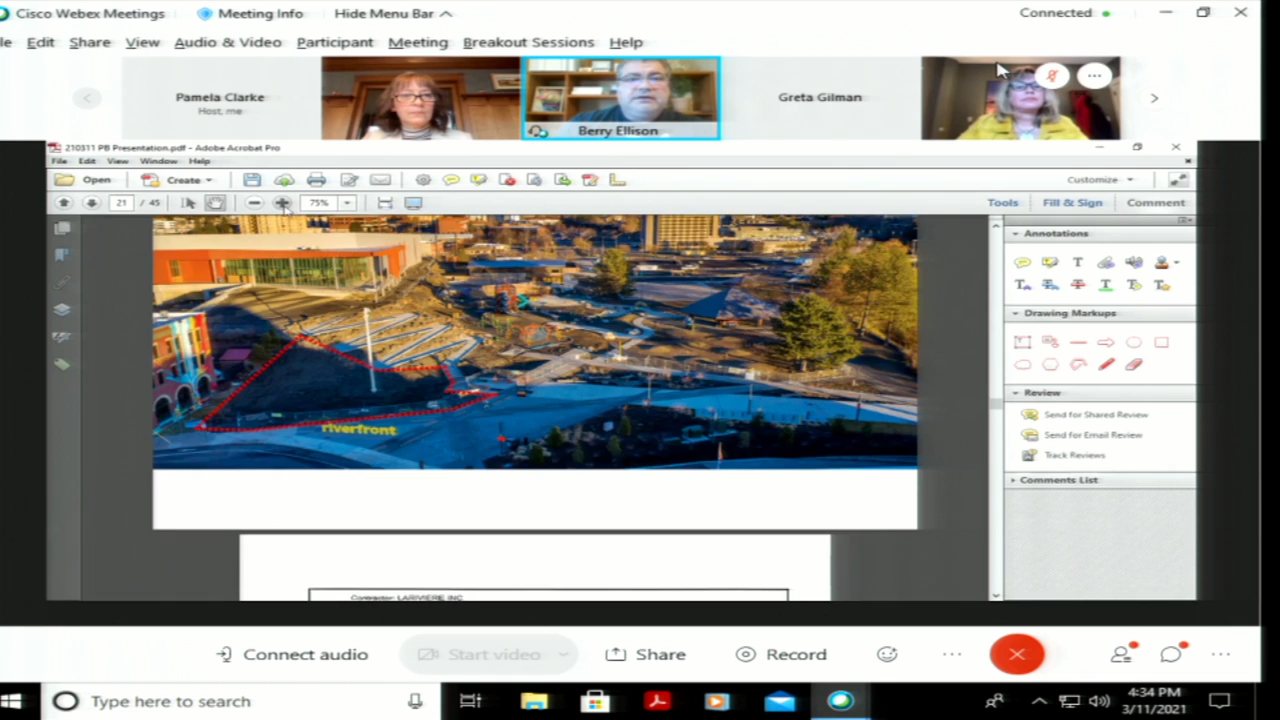 Cisco Webex Meetings Meeting Info Hide Menu Bar Connected
le Edit Share View Audio & Video Participant Meeting Breakout Sessions Help
Pamela Clarke
Host, me
Berry Ellison
Greta Gilman
210311 PB Presentation.pdf - Adobe Acrobat Pro
File Edit View Window Help
Open Create Customize
21 / 45 75% Tools Fill & Sign Comment
Annotations
Drawing Markups
Review
Send for Shared Review
Send for Email Review
Track Reviews
Comments List
riverfront
Contractor: LARIVIERE INC
Connect audio Start video Share Record
Type here to search
4:34 PM
3/11/2021